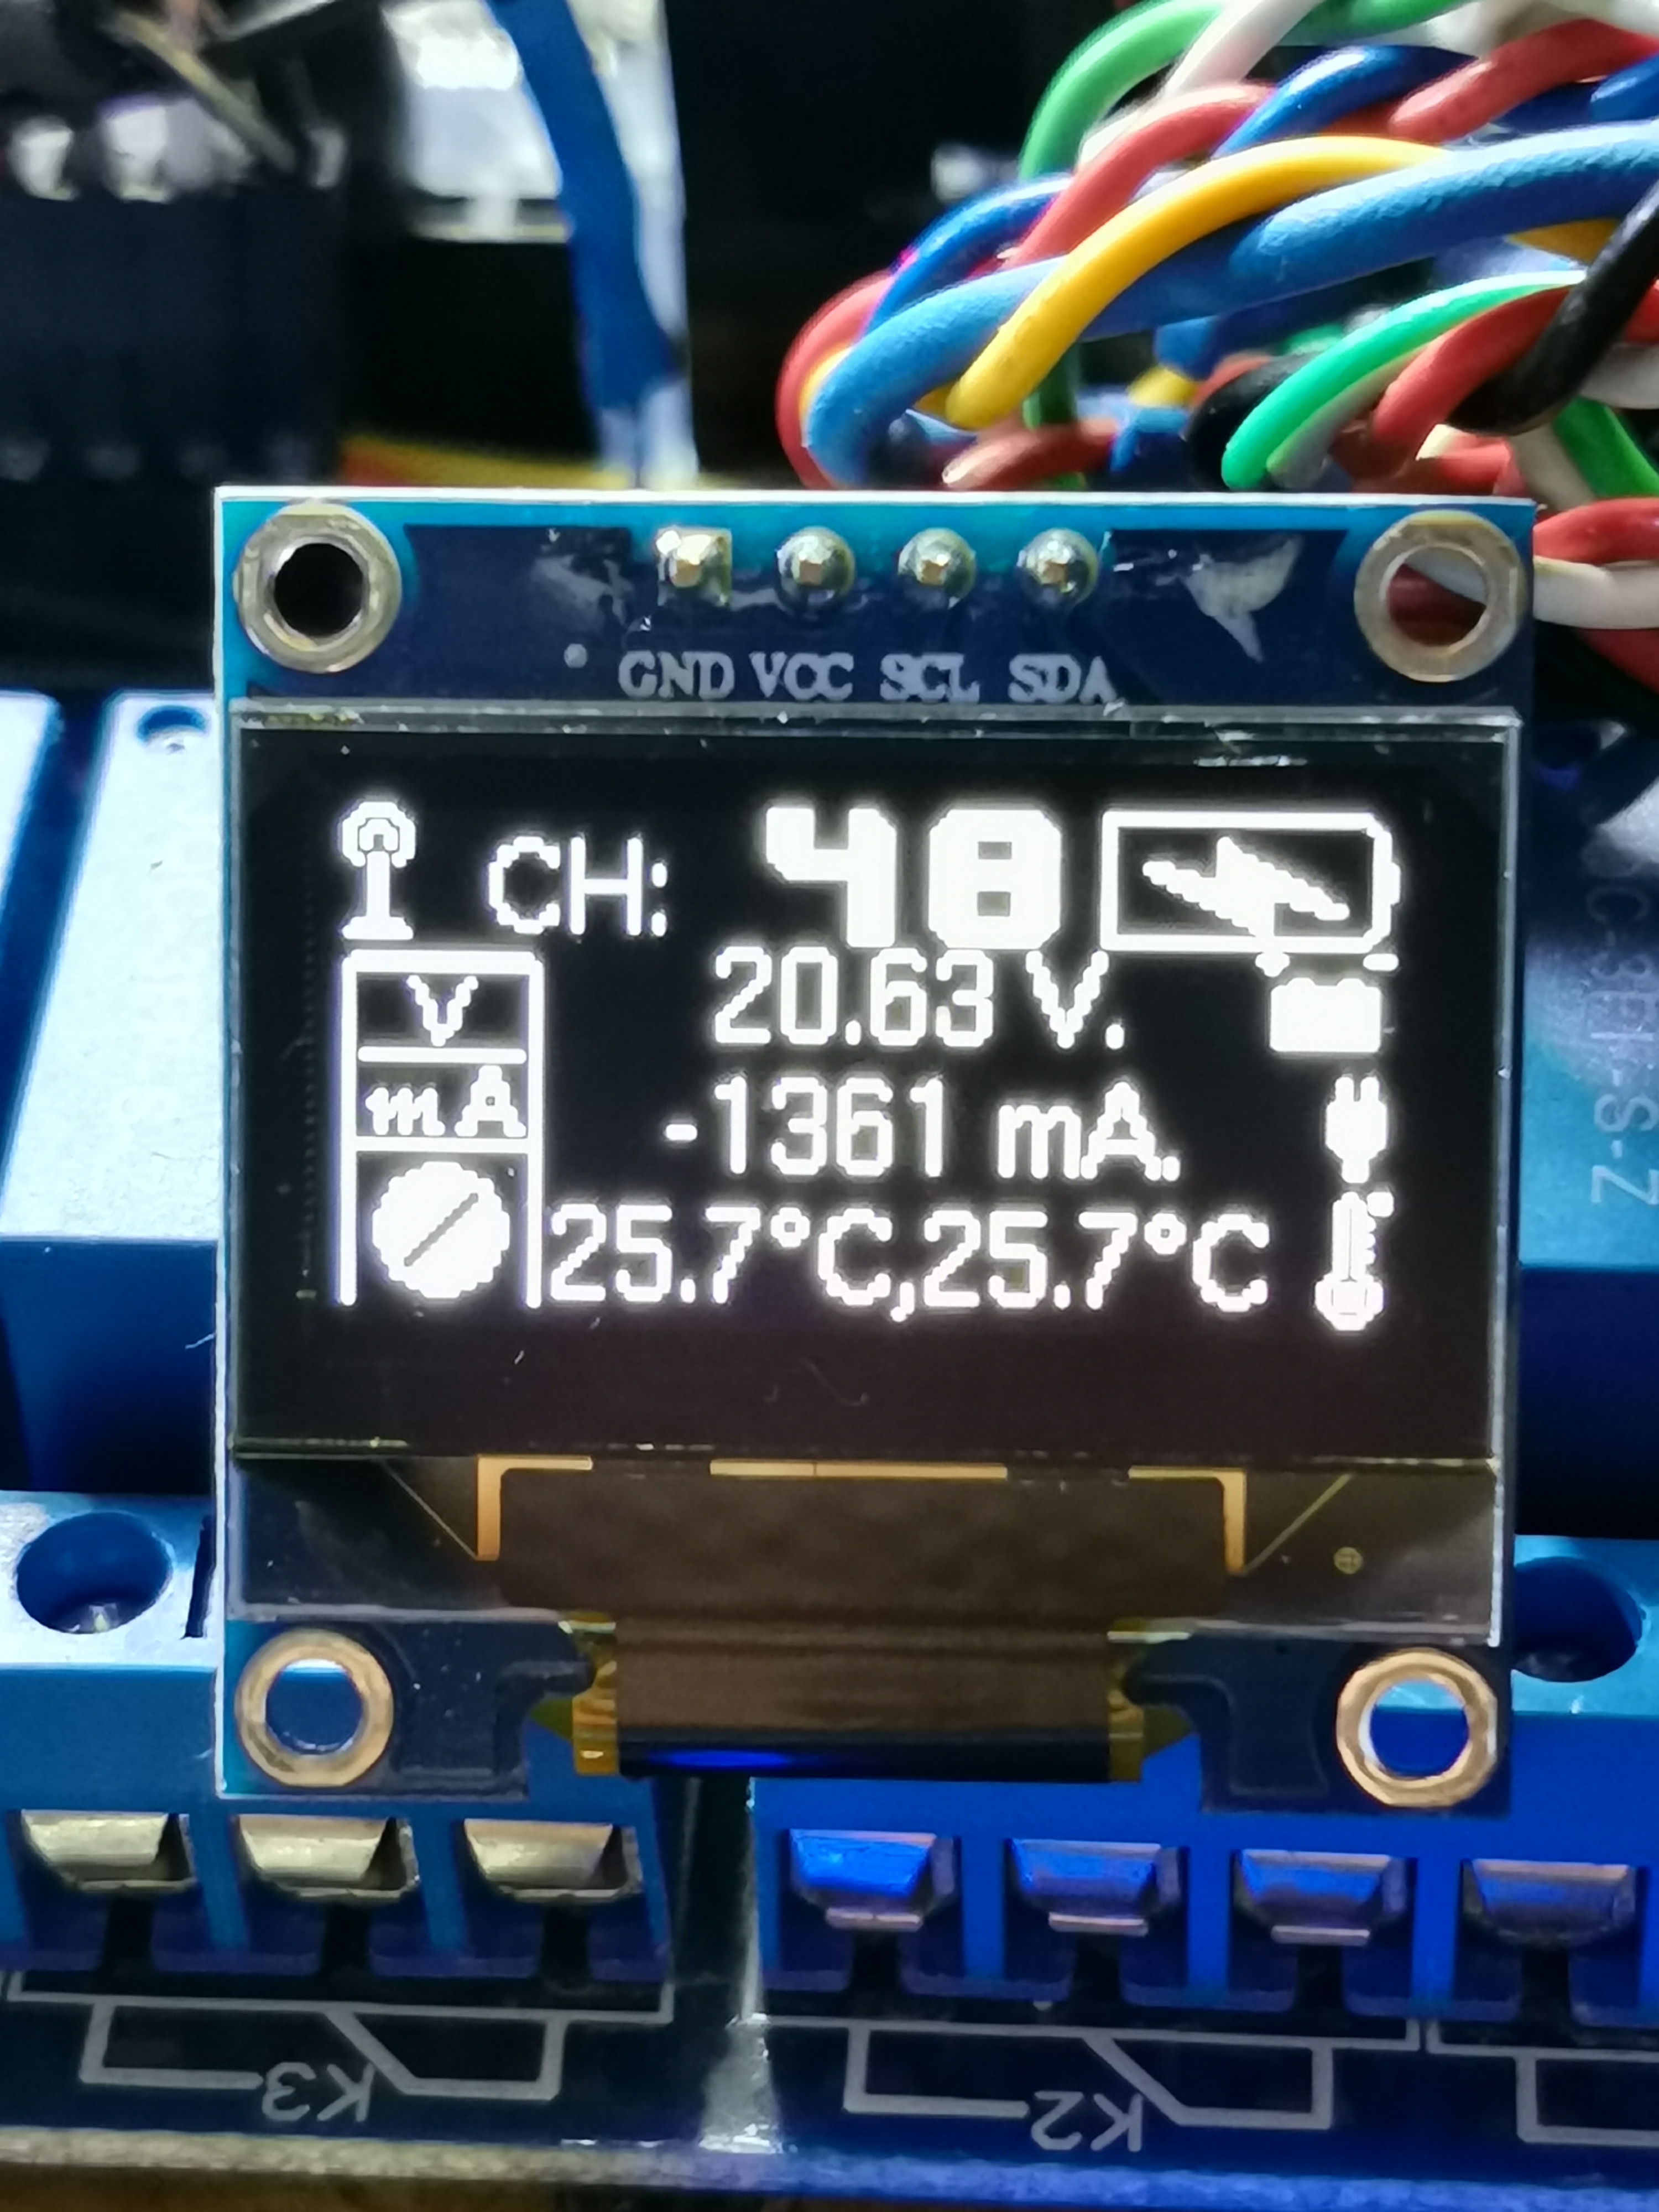 GND VCC SCL SDA
CH: 48
V
20.63 V.
mA
-1361 mA.
25.7°C,25.7°C
K3
K2